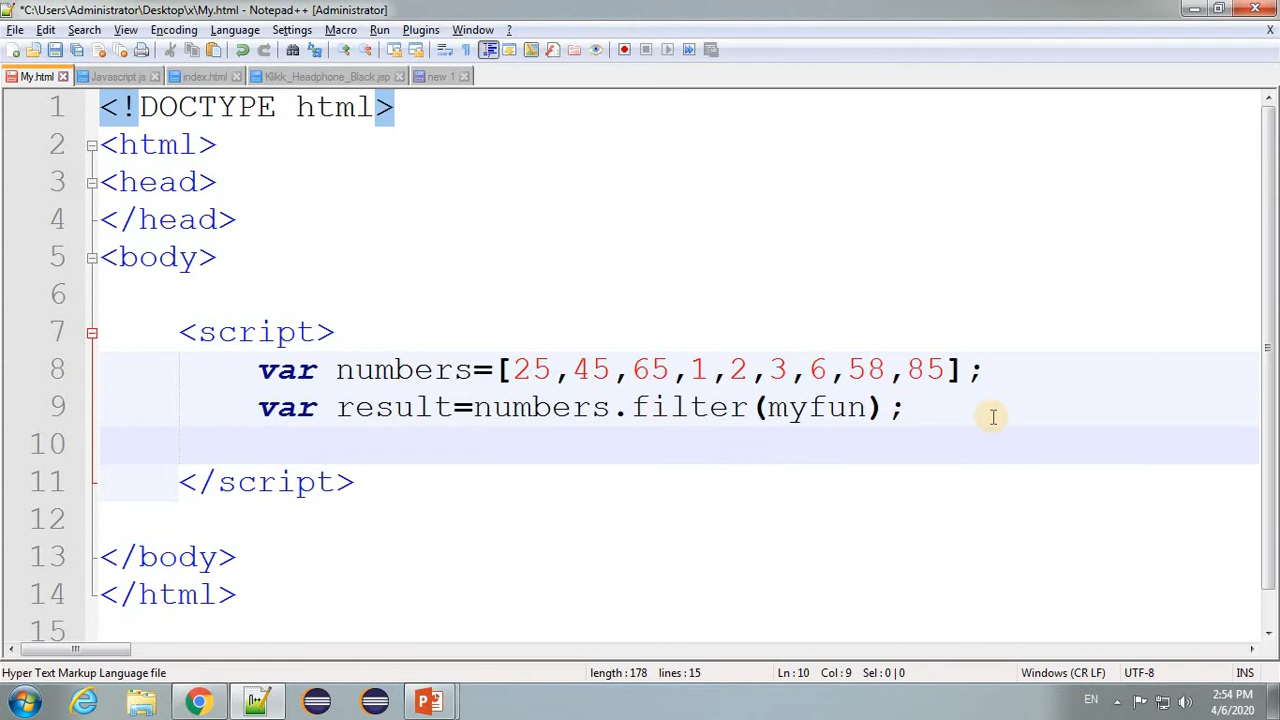 *C:\Users\Administrator\Desktop\x\My.html - Notepad++ [Administrator]
File Edit Search View Encoding Language Settings Macro Run Plugins Window ? X
My.html Javascript.js index.html Klikk_Headphone_Black.jsp new 1
1 <!DOCTYPE html>
2 <html>
3 <head>
4 </head>
5 <body>
6
7 <script>
8 var numbers=[25,45,65,1,2,3,6,58,85];
9 var result=numbers.filter(myfun);
10
11 </script>
12
13 </body>
14 </html>
15
Hyper Text Markup Language file length : 178 lines : 15 Ln : 10 Col : 9 Sel : 0 | 0 Windows (CR LF) UTF-8 INS
EN 2:54 PM
4/6/2020